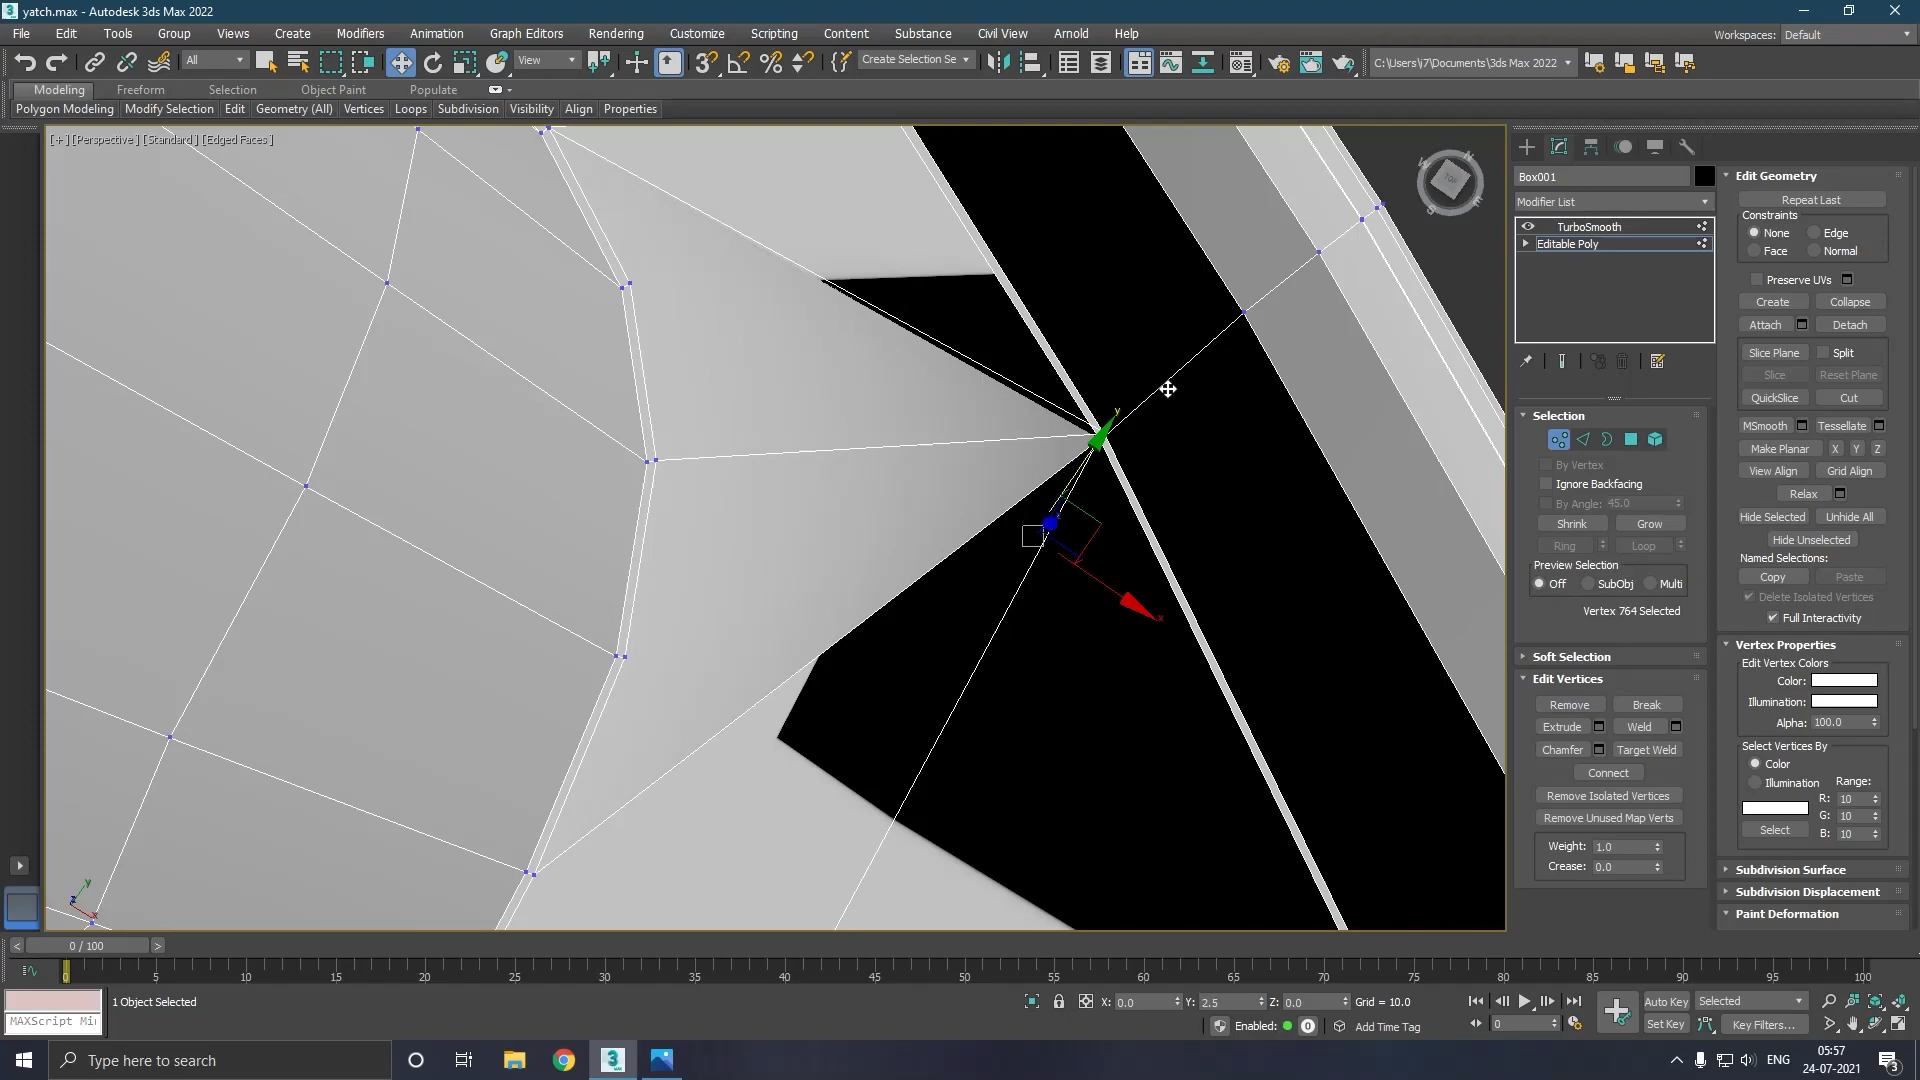 yatch.max - Autodesk 3ds Max 2022
File Edit Tools Group Views Create Modifiers Animation Graph Editors Rendering Customize Scripting Content Substance Civil View Arnold Help Workspaces: Default
All View Create Selection Se C:\Users\i7\Documents\3ds Max 2022
Modeling Freeform Selection Object Paint Populate
Polygon Modeling Modify Selection Edit Geometry (All) Vertices Loops Subdivision Visibility Align Properties
[+] [Perspective] [Standard] [Edged Faces]
TOP
N
W
S
E
y
x
y
z
x
Box001
Modifier List
TurboSmooth
Editable Poly
Selection
By Vertex
Ignore Backfacing
By Angle: 45.0
Shrink Grow
Ring Loop
Preview Selection
Off SubObj Multi
Vertex 764 Selected
Soft Selection
Edit Vertices
Remove Break
Extrude Weld
Chamfer Target Weld
Connect
Remove Isolated Vertices
Remove Unused Map Verts
Weight: 1.0
Crease: 0.0
Edit Geometry
Repeat Last
Constraints
None Edge
Face Normal
Preserve UVs
Create Collapse
Attach Detach
Slice Plane Split
Slice Reset Plane
QuickSlice Cut
MSmooth Tessellate
Make Planar X Y Z
View Align Grid Align
Relax
Hide Selected Unhide All
Hide Unselected
Named Selections:
Copy Paste
Delete Isolated Vertices
Full Interactivity
Vertex Properties
Edit Vertex Colors
Color:
Illumination:
Alpha: 100.0
Select Vertices By
Color
Illumination Range:
R: 10
G: 10
Select B: 10
Subdivision Surface
Subdivision Displacement
Paint Deformation
< 0 / 100 >
0 5 10 15 20 25 30 35 40 45 50 55 60 65 70 75 80 85 90 95 100
1 Object Selected X: 0.0 Y: 2.5 Z: 0.0 Grid = 10.0 Auto Key Selected
MAXScript Mi Enabled: 0 Add Time Tag 0 Set Key Key Filters...
Type here to search ENG 05:57
24-07-2021
3